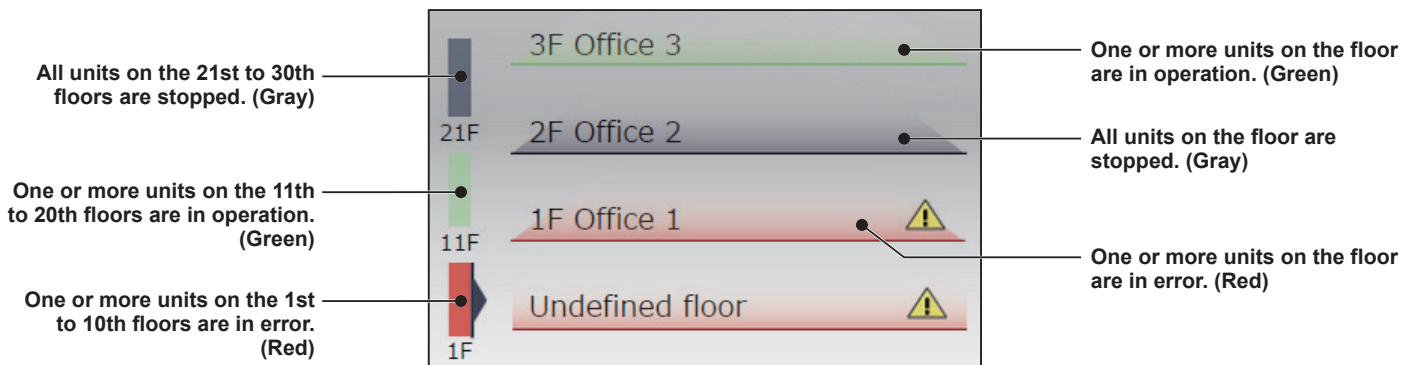 All units on the 21st to 30th
floors are stopped. (Gray)
One or more units on the 11th
to 20th floors are in operation.
(Green)
One or more units on the 1st
to 10th floors are in error.
(Red)
21F
11F
1F
3F Office 3
2F Office 2
1F Office 1
Undefined floor
One or more units on the floor
are in operation. (Green)
All units on the floor are
stopped. (Gray)
One or more units on the floor
are in error. (Red)